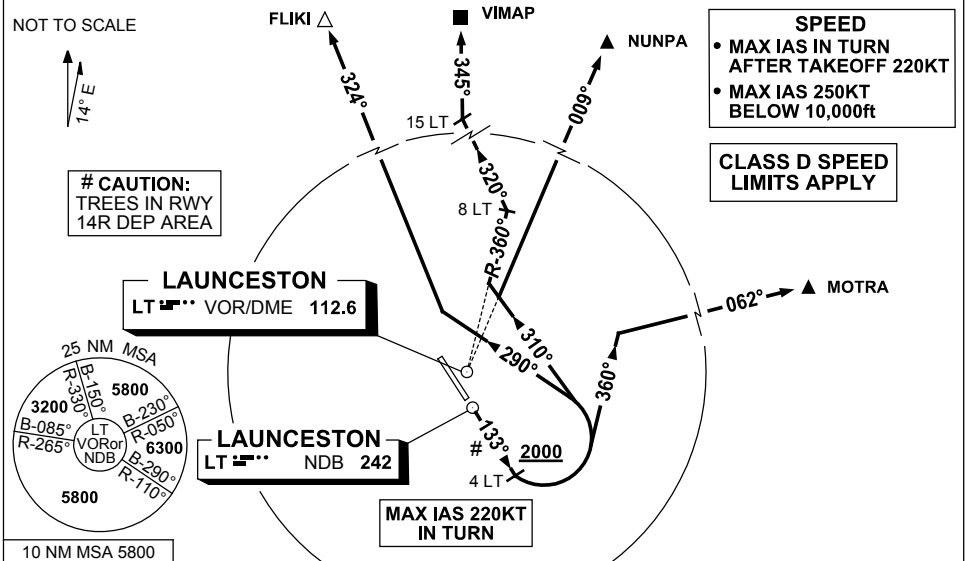 NOT TO SCALE
14° E
FLIKI
VIMAP
NUNPA
SPEED
• MAX IAS IN TURN
AFTER TAKEOFF 220KT
• MAX IAS 250KT
BELOW 10,000ft
CLASS D SPEED
LIMITS APPLY
324°
345°
009°
15 LT
320°
8 LT
R-360°
# CAUTION:
TREES IN RWY
14R DEP AREA
LAUNCESTON
LT VOR/DME 112.6
MOTRA
062°
310°
290°
360°
25 NM MSA
R-330°
B-150°
5800
3200
B-230°
R-050°
B-085°
R-265°
LT
VORor
NDB
6300
B-290°
R-110°
5800
10 NM MSA 5800
LAUNCESTON
LT NDB 242
133°
#
2000
4 LT
MAX IAS 220KT
IN TURN